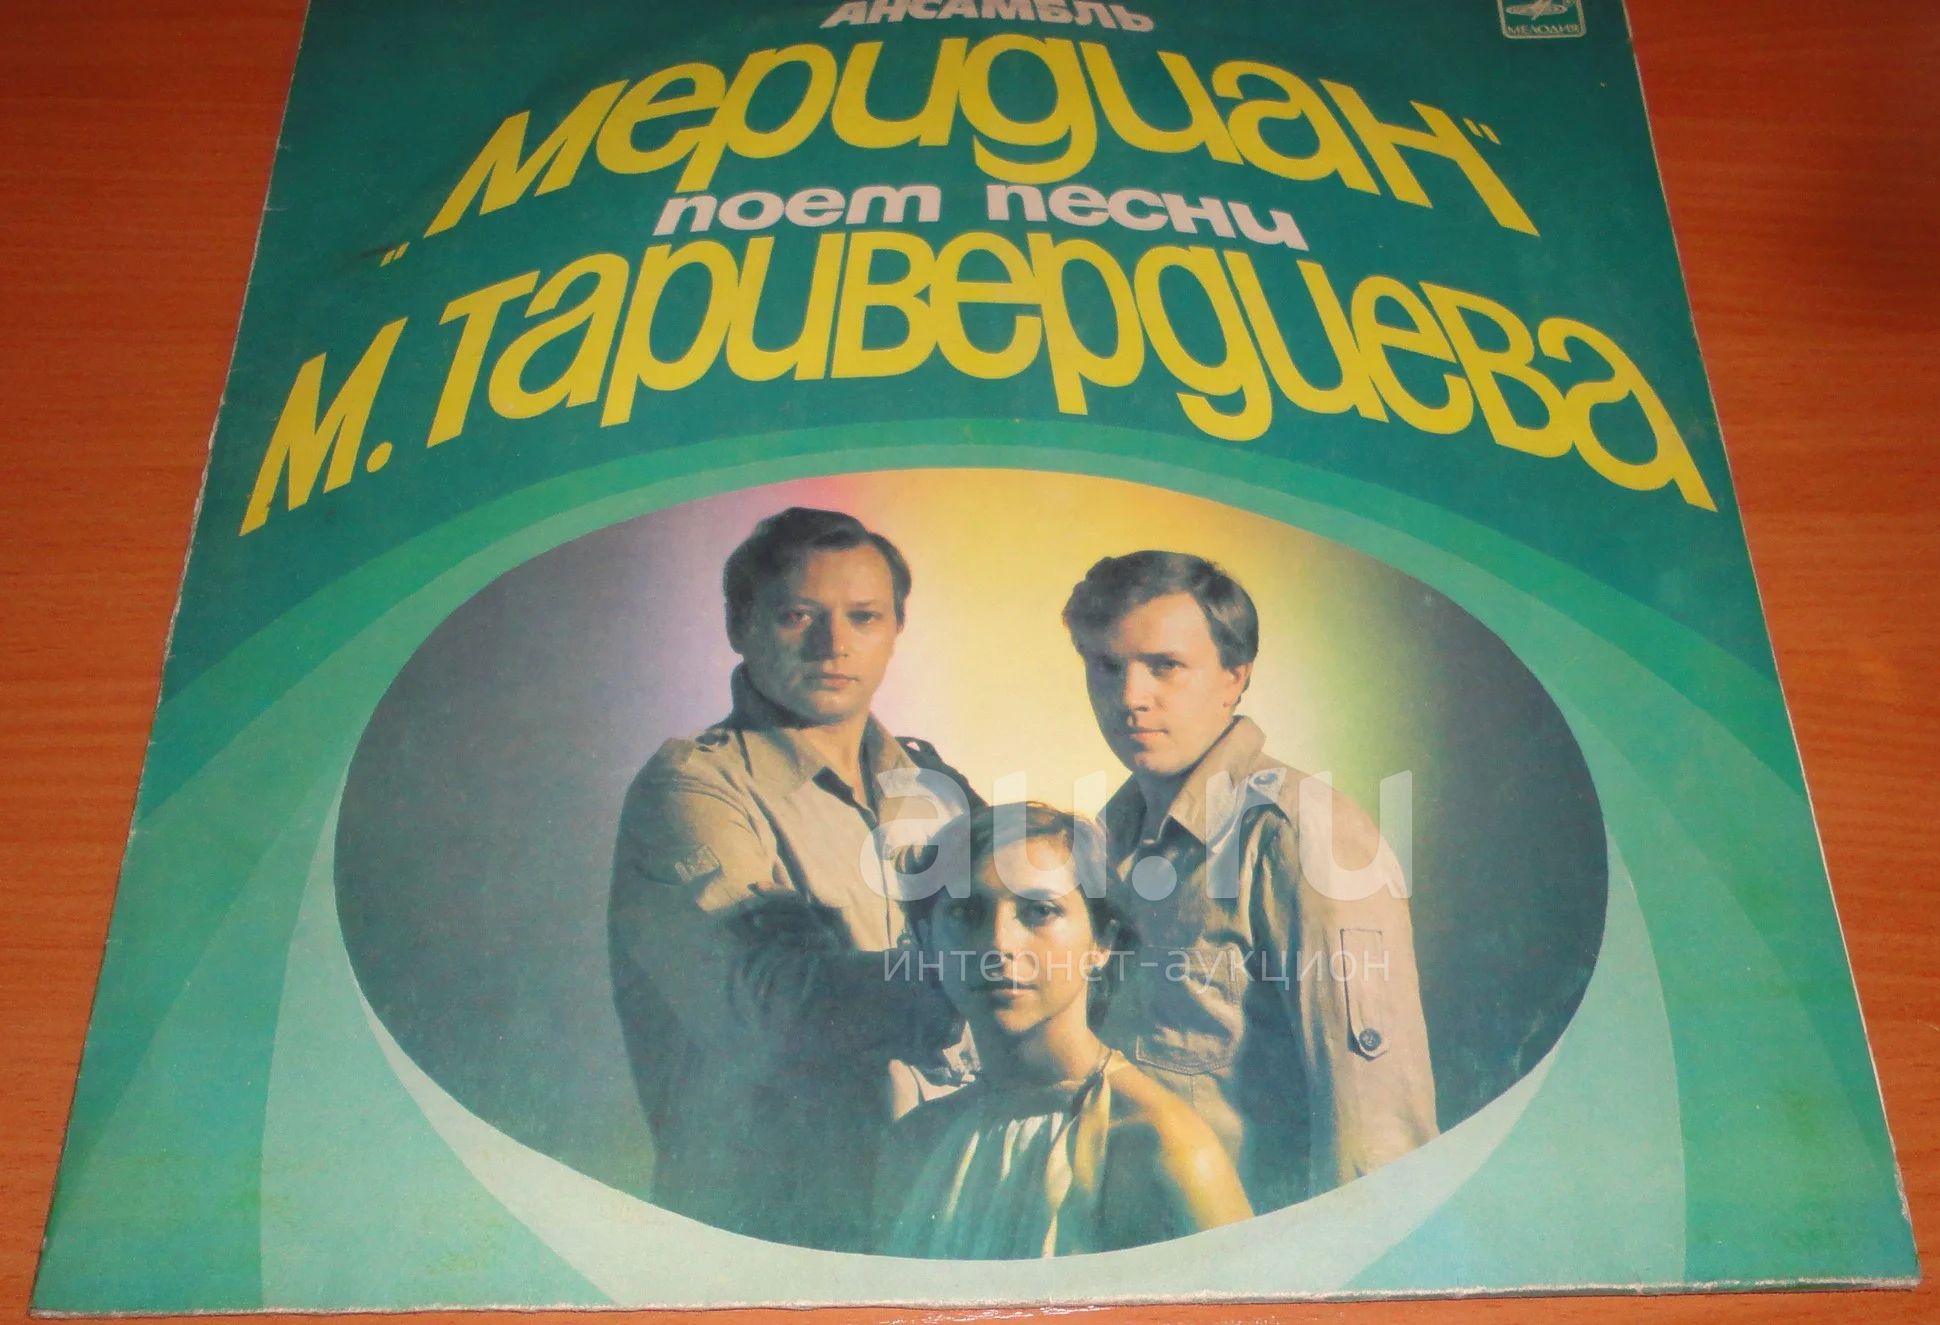 АНСАМБЛЬ
МЕЛОДИЯ
"Меридиан"
поет песни
М. Таривердиева
au.ru
интернет-аукцион